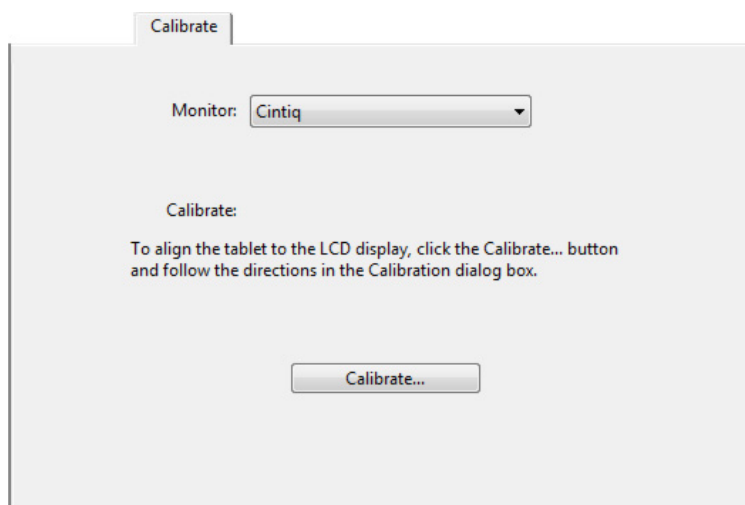 Calibrate
Monitor: Cintiq
Calibrate:
To align the tablet to the LCD display, click the Calibrate... button
and follow the directions in the Calibration dialog box.
Calibrate...